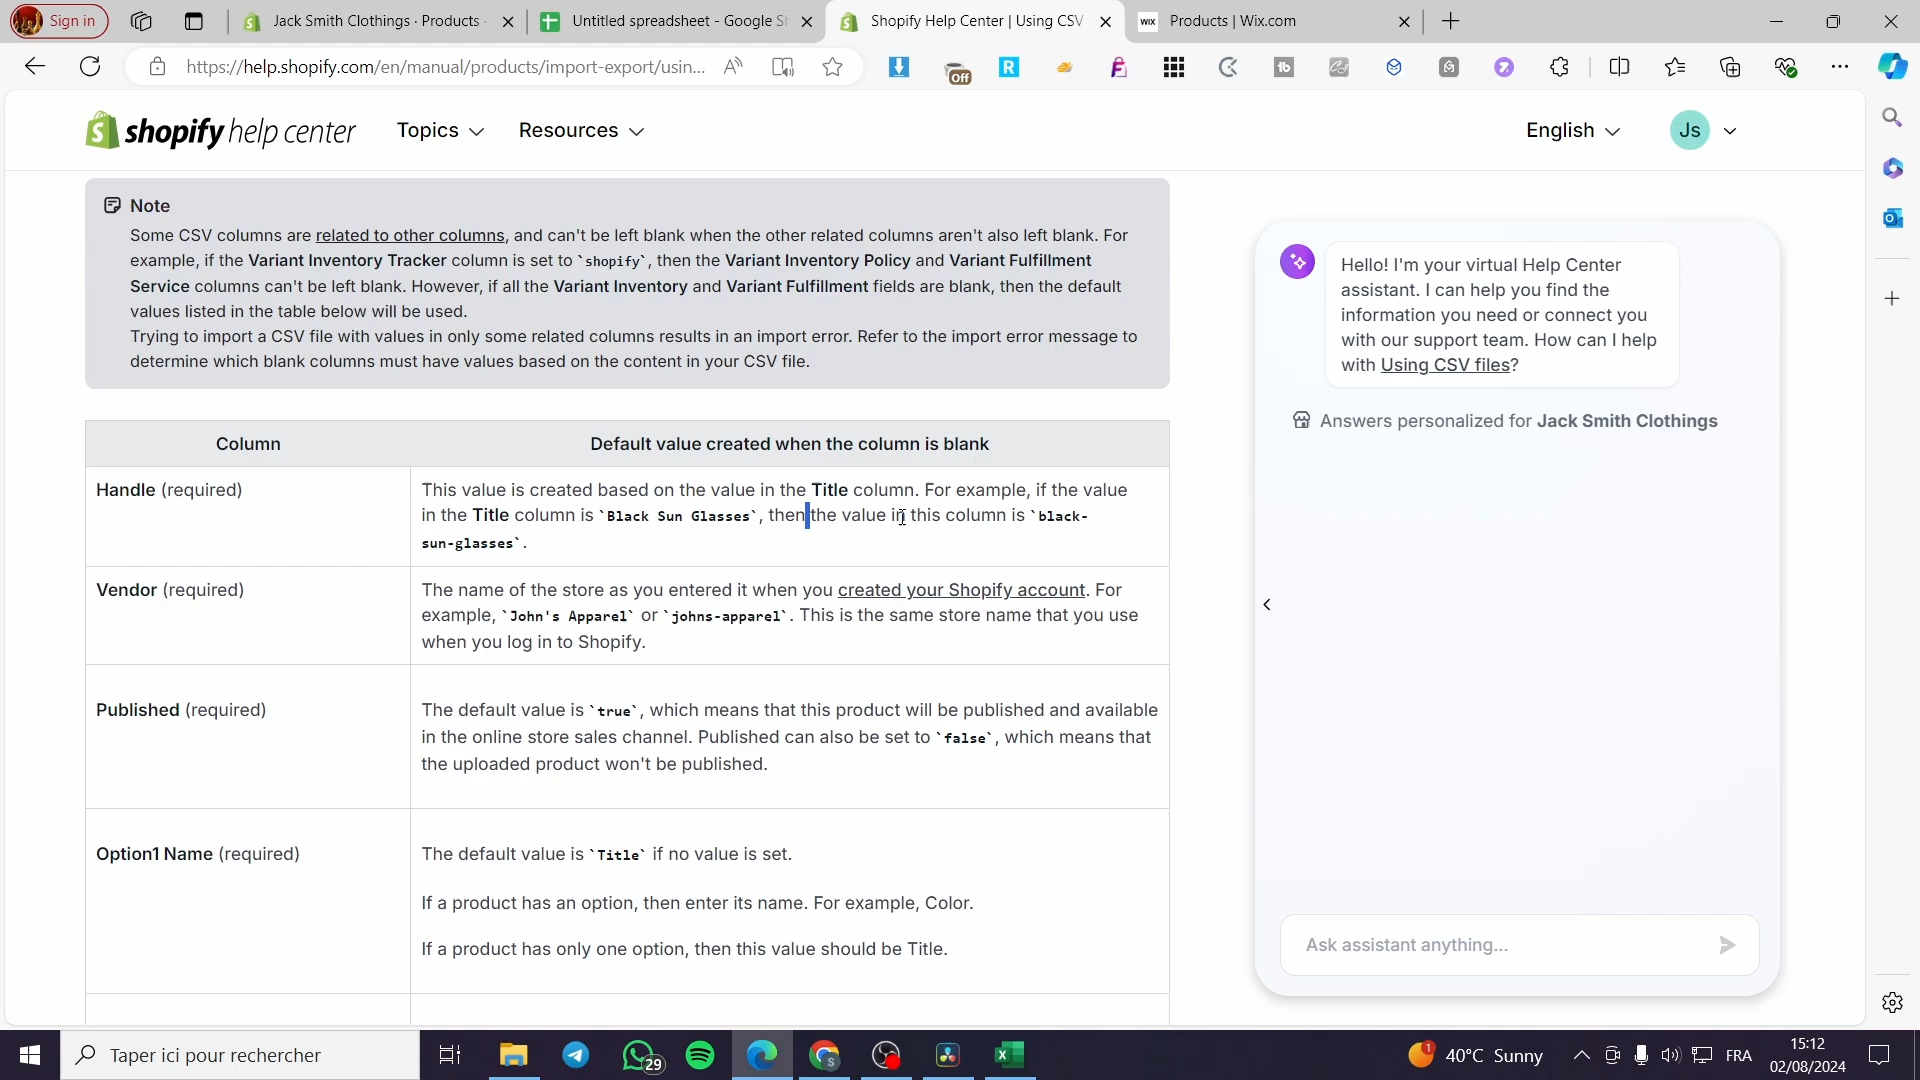 Sign in
Jack Smith Clothings · Products ·
Untitled spreadsheet - Google Sh
Shopify Help Center | Using CSV
WIX Products | Wix.com
https://help.shopify.com/en/manual/products/import-export/usin...
Off
shopify help center
Topics
Resources
English
Js
Note
Some CSV columns are related to other columns, and can't be left blank when the other related columns aren't also left blank. For
example, if the Variant Inventory Tracker column is set to `shopify`, then the Variant Inventory Policy and Variant Fulfillment
Service columns can't be left blank. However, if all the Variant Inventory and Variant Fulfillment fields are blank, then the default
values listed in the table below will be used.
Trying to import a CSV file with values in only some related columns results in an import error. Refer to the import error message to
determine which blank columns must have values based on the content in your CSV file.
Column
Default value created when the column is blank
Handle (required)
This value is created based on the value in the Title column. For example, if the value
in the Title column is `Black Sun Glasses`, then the value in this column is `black-
sun-glasses`.
Vendor (required)
The name of the store as you entered it when you created your Shopify account. For
example, `John's Apparel` or `johns-apparel`. This is the same store name that you use
when you log in to Shopify.
Published (required)
The default value is `true`, which means that this product will be published and available
in the online store sales channel. Published can also be set to `false`, which means that
the uploaded product won't be published.
Option1 Name (required)
The default value is `Title` if no value is set.
If a product has an option, then enter its name. For example, Color.
If a product has only one option, then this value should be Title.
Hello! I'm your virtual Help Center
assistant. I can help you find the
information you need or connect you
with our support team. How can I help
with Using CSV files?
Answers personalized for Jack Smith Clothings
Ask assistant anything...
Taper ici pour rechercher
29
1
40°C Sunny
FRA
15:12
02/08/2024